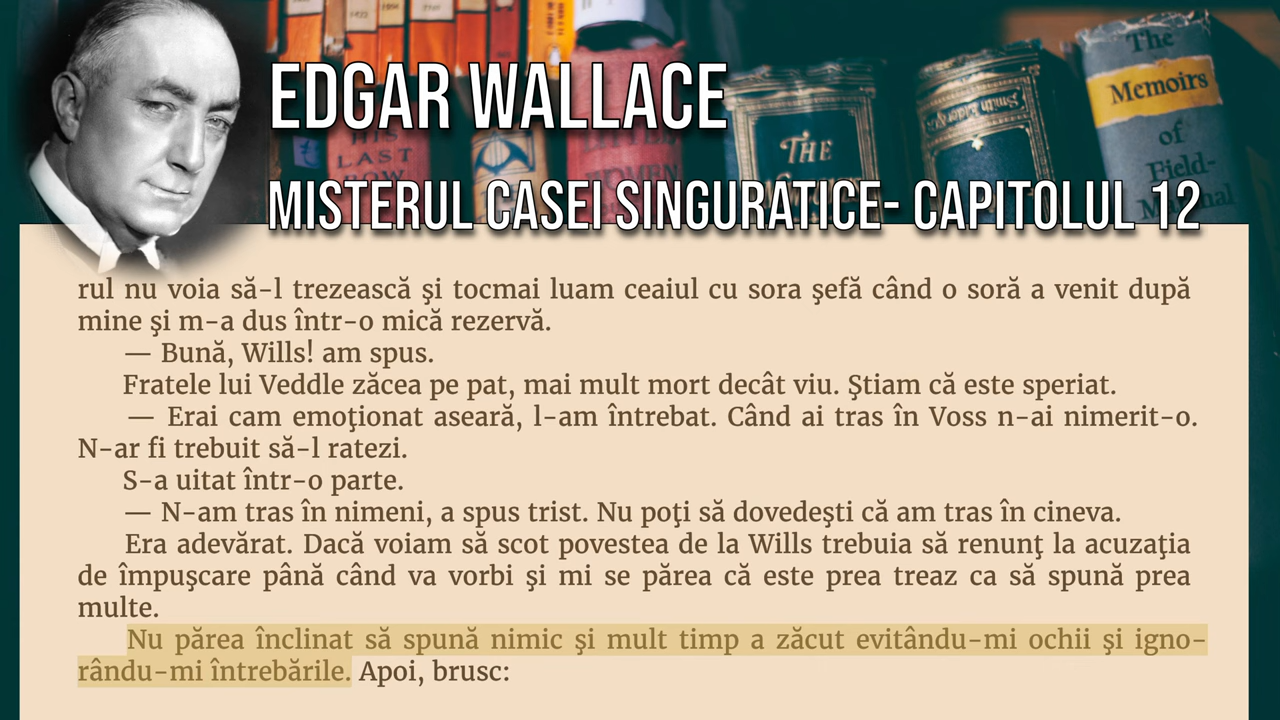 EDGAR WALLACE
MISTERUL CASEI SINGURATICE- CAPITOLUL 12
HIS
LAST
BOW
WOMEN
THE
The
Memoirs
of
Field-
rul nu voia să-l trezească şi tocmai luam ceaiul cu sora şefă când o soră a venit după
mine şi m-a dus într-o mică rezervă.
— Bună, Wills! am spus.
Fratele lui Veddle zăcea pe pat, mai mult mort decât viu. Ştiam că este speriat.
— Erai cam emoţionat aseară, l-am întrebat. Când ai tras în Voss n-ai nimerit-o.
N-ar fi trebuit să-l ratezi.
S-a uitat într-o parte.
— N-am tras în nimeni, a spus trist. Nu poţi să dovedeşti că am tras în cineva.
Era adevărat. Dacă voiam să scot povestea de la Wills trebuia să renunţ la acuzaţia
de împuşcare până când va vorbi şi mi se părea că este prea treaz ca să spună prea
multe.
Nu părea înclinat să spună nimic şi mult timp a zăcut evitându-mi ochii şi igno-
rându-mi întrebările. Apoi, brusc: